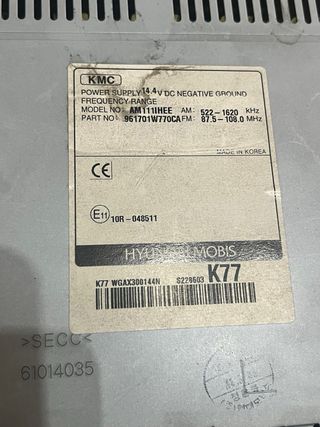 KMC
POWER SUPPLY 14.4V DC NEGATIVE GROUND
FREQUENCY RANGE
MODEL NO: AM111IHEE AM: 522-1620 kHz
PART NO: 961701W770CA FM: 87.5-108.0 MHz
MADE IN KOREA
CE
E11 10R-048511
HYUNDAI MOBIS
K77 WGAX300144N S228603 K77
>SECC<
61014035